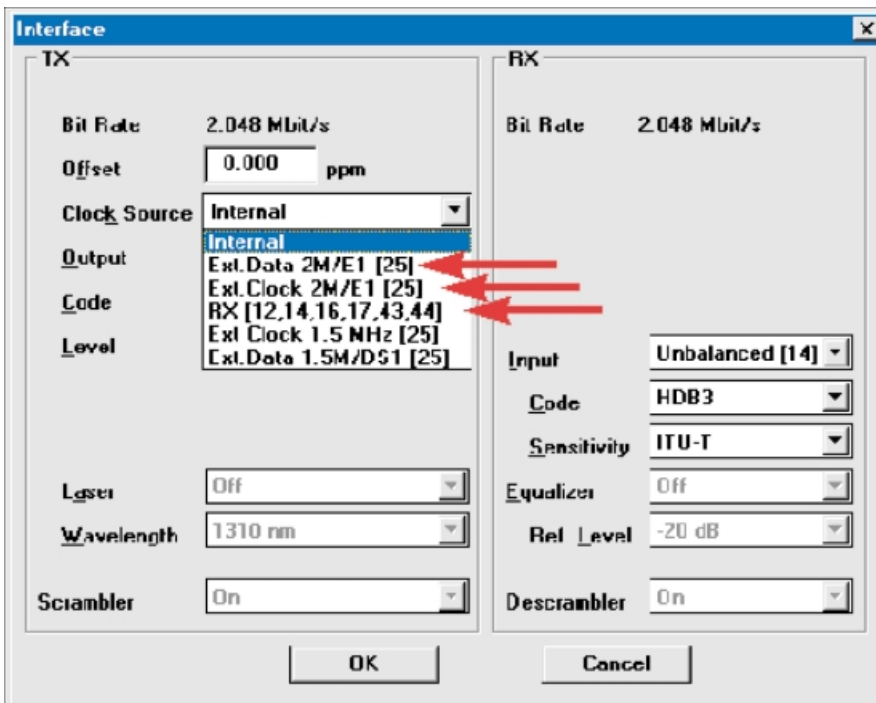 Interface
TX
Bit Rate 2.048 Mbit/s
Offset 0.000 ppm
Clock Source Internal
Internal
Ext.Data 2M/E1 [25]
Ext.Clock 2M/E1 [25]
RX [12,14,16,17,43,44]
Ext Clock 1.5 MHz [25]
Ext.Data 1.5M/DS1 [25]
Output
Code
Level
Laser Off
Wavelength 1310 nm
Scrambler On
RX
Bit Rate 2.048 Mbit/s
Input Unbalanced [14]
Code HDB3
Sensitivity ITU-T
Equalizer Off
Ref Level -20 dB
Descrambler On
OK
Cancel